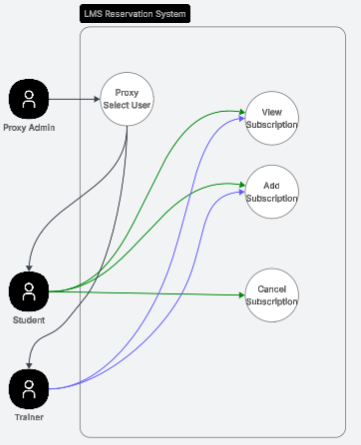 LMS Reservation System
Proxy
Select User
Proxy Admin
View
Subscription
Add
Subscription
Student
Cancel
Subscription
Trainer